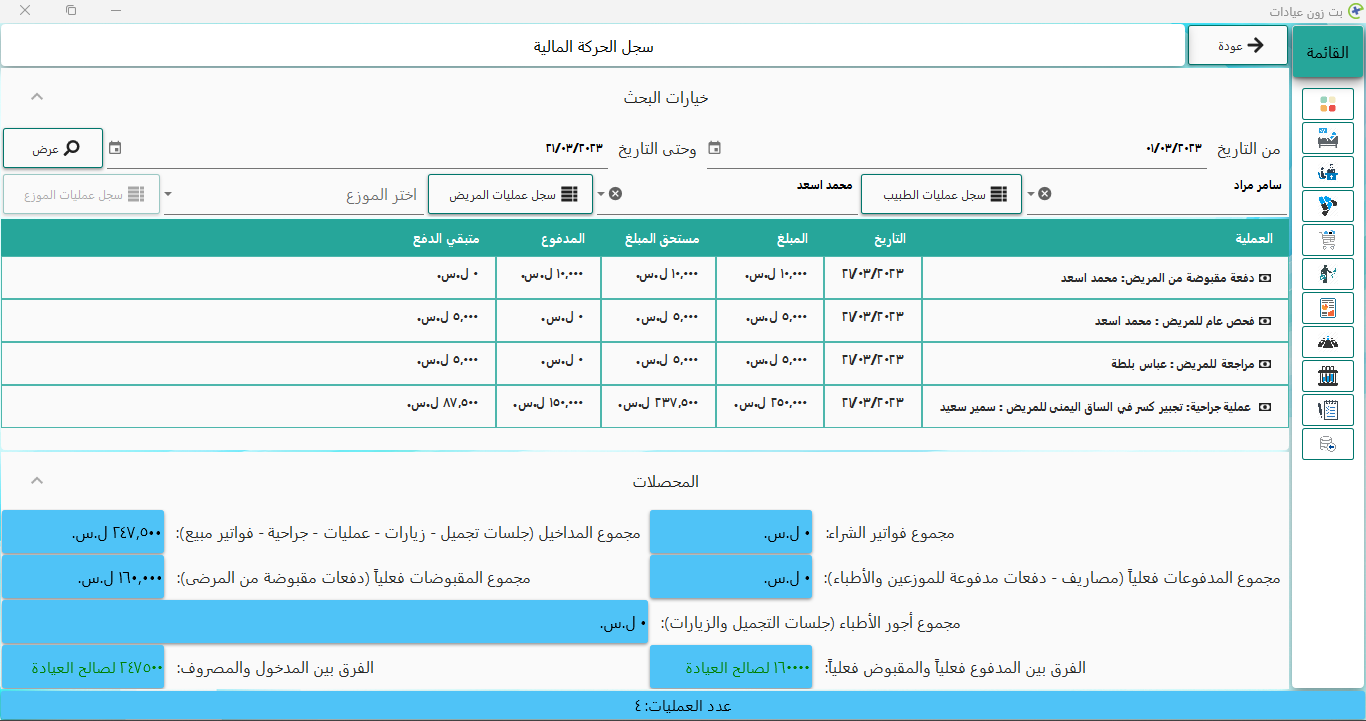 بت زون عيادات
القائمة
عودة
سجل الحركة المالية
خيارات البحث
من التاريخ ٠١/٠٣/٢٠٢٣ وحتى التاريخ ٢١/٠٣/٢٠٢٣ عرض
سامر مراد سجل عمليات الطبيب محمد اسعد سجل عمليات المريض اختر الموزع سجل عمليات الموزع
العملية التاريخ المبلغ مستحق المبلغ المدفوع متبقي الدفع
دفعة مقبوضة من المريض: محمد اسعد ٢١/٠٣/٢٠٢٣ ١٠,٠٠٠ ل.س. ١٠,٠٠٠ ل.س. ١٠,٠٠٠ ل.س. ٠ ل.س.
فحص عام للمريض : محمد اسعد ٢١/٠٣/٢٠٢٣ ٥,٠٠٠ ل.س. ٥,٠٠٠ ل.س. ٠ ل.س. ٥,٠٠٠ ل.س.
مراجعة للمريض : عباس بلطة ٢١/٠٣/٢٠٢٣ ٥,٠٠٠ ل.س. ٥,٠٠٠ ل.س. ٠ ل.س. ٥,٠٠٠ ل.س.
عملية جراحية: تجبير كسر في الساق اليمنى للمريض : سمير سعيد ٢١/٠٣/٢٠٢٣ ٢٥٠,٠٠٠ ل.س. ٢٣٧,٥٠٠ ل.س. ١٥٠,٠٠٠ ل.س. ٨٧,٥٠٠ ل.س.
المحصلات
مجموع فواتير الشراء: ٠ ل.س. مجموع المداخيل (جلسات تجميل - زيارات - عمليات - جراحية - فواتير مبيع): ٢٤٧,٥٠٠ ل.س.
مجموع المدفوعات فعلياً (مصاريف - دفعات مدفوعة للموزعين والأطباء): ٠ ل.س. مجموع المقبوضات فعلياً (دفعات مقبوضة من المرضى): ١٦٠,٠٠٠ ل.س.
مجموع أجور الأطباء (جلسات التجميل والزيارات): ٠ ل.س.
الفرق بين المدفوع فعلياً والمقبوض فعلياً: ١٦٠٠٠٠ لصالح العيادة الفرق بين المدخول والمصروف: ٢٤٧٥٠٠ لصالح العيادة
عدد العمليات: ٤